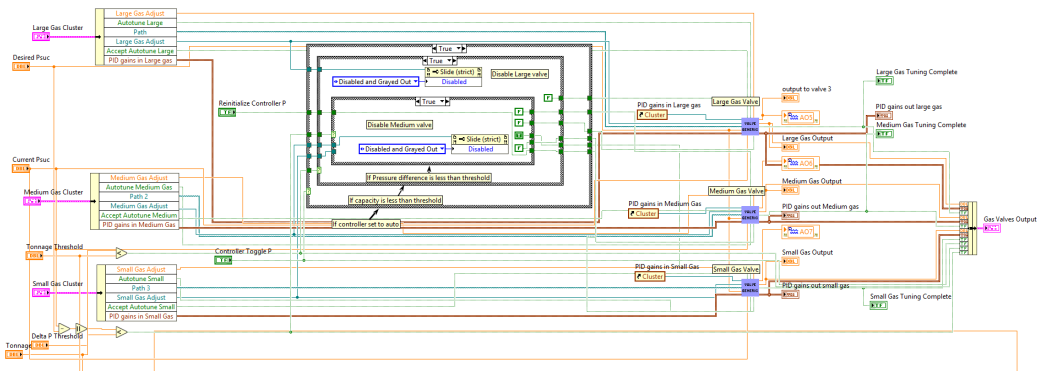 Large Gas Cluster
Large Gas Adjust
Autotune Large
Path
Large Gas Adjust
Accept Autotune Large
PID gains in Large gas
Desired Psuc
True
True
Slide (strict)
Disabled and Grayed Out
Disabled
Disable Large valve
Reinitialize Controller P
True
Disable Medium valve
Slide (strict)
Disabled and Grayed Out
Disabled
If Pressure difference is less than threshold
If capacity is less than threshold
If controller set to auto
Current Psuc
Medium Gas Cluster
Medium Gas Adjust
Autotune Medium Gas
Path 2
Medium Gas Adjust
Accept Autotune Medium
PID gains in Medium Gas
Tonnage Threshold
Controller Toggle P
Small Gas Cluster
Small Gas Adjust
Autotune Small
Path 3
Small Gas Adjust
Accept Autotune Small
PID gains in Small Gas
Delta P Threshold
Tonnage
PID gains in Large gas
Cluster
Large Gas Valve
VALVE
GENERIC
output to valve 3
AO5
Large Gas Output
AO6
Large Gas Tuning Complete
PID gains out large gas
Medium Gas Tuning Complete
PID gains in Medium Gas
Cluster
Medium Gas Valve
VALVE
GENERIC
Medium Gas Output
PID gains out Medium gas
AO7
Small Gas Output
PID gains in Small Gas
Cluster
Small Gas Valve
VALVE
GENERIC
PID gains out small gas
Small Gas Tuning Complete
Gas Valves Output